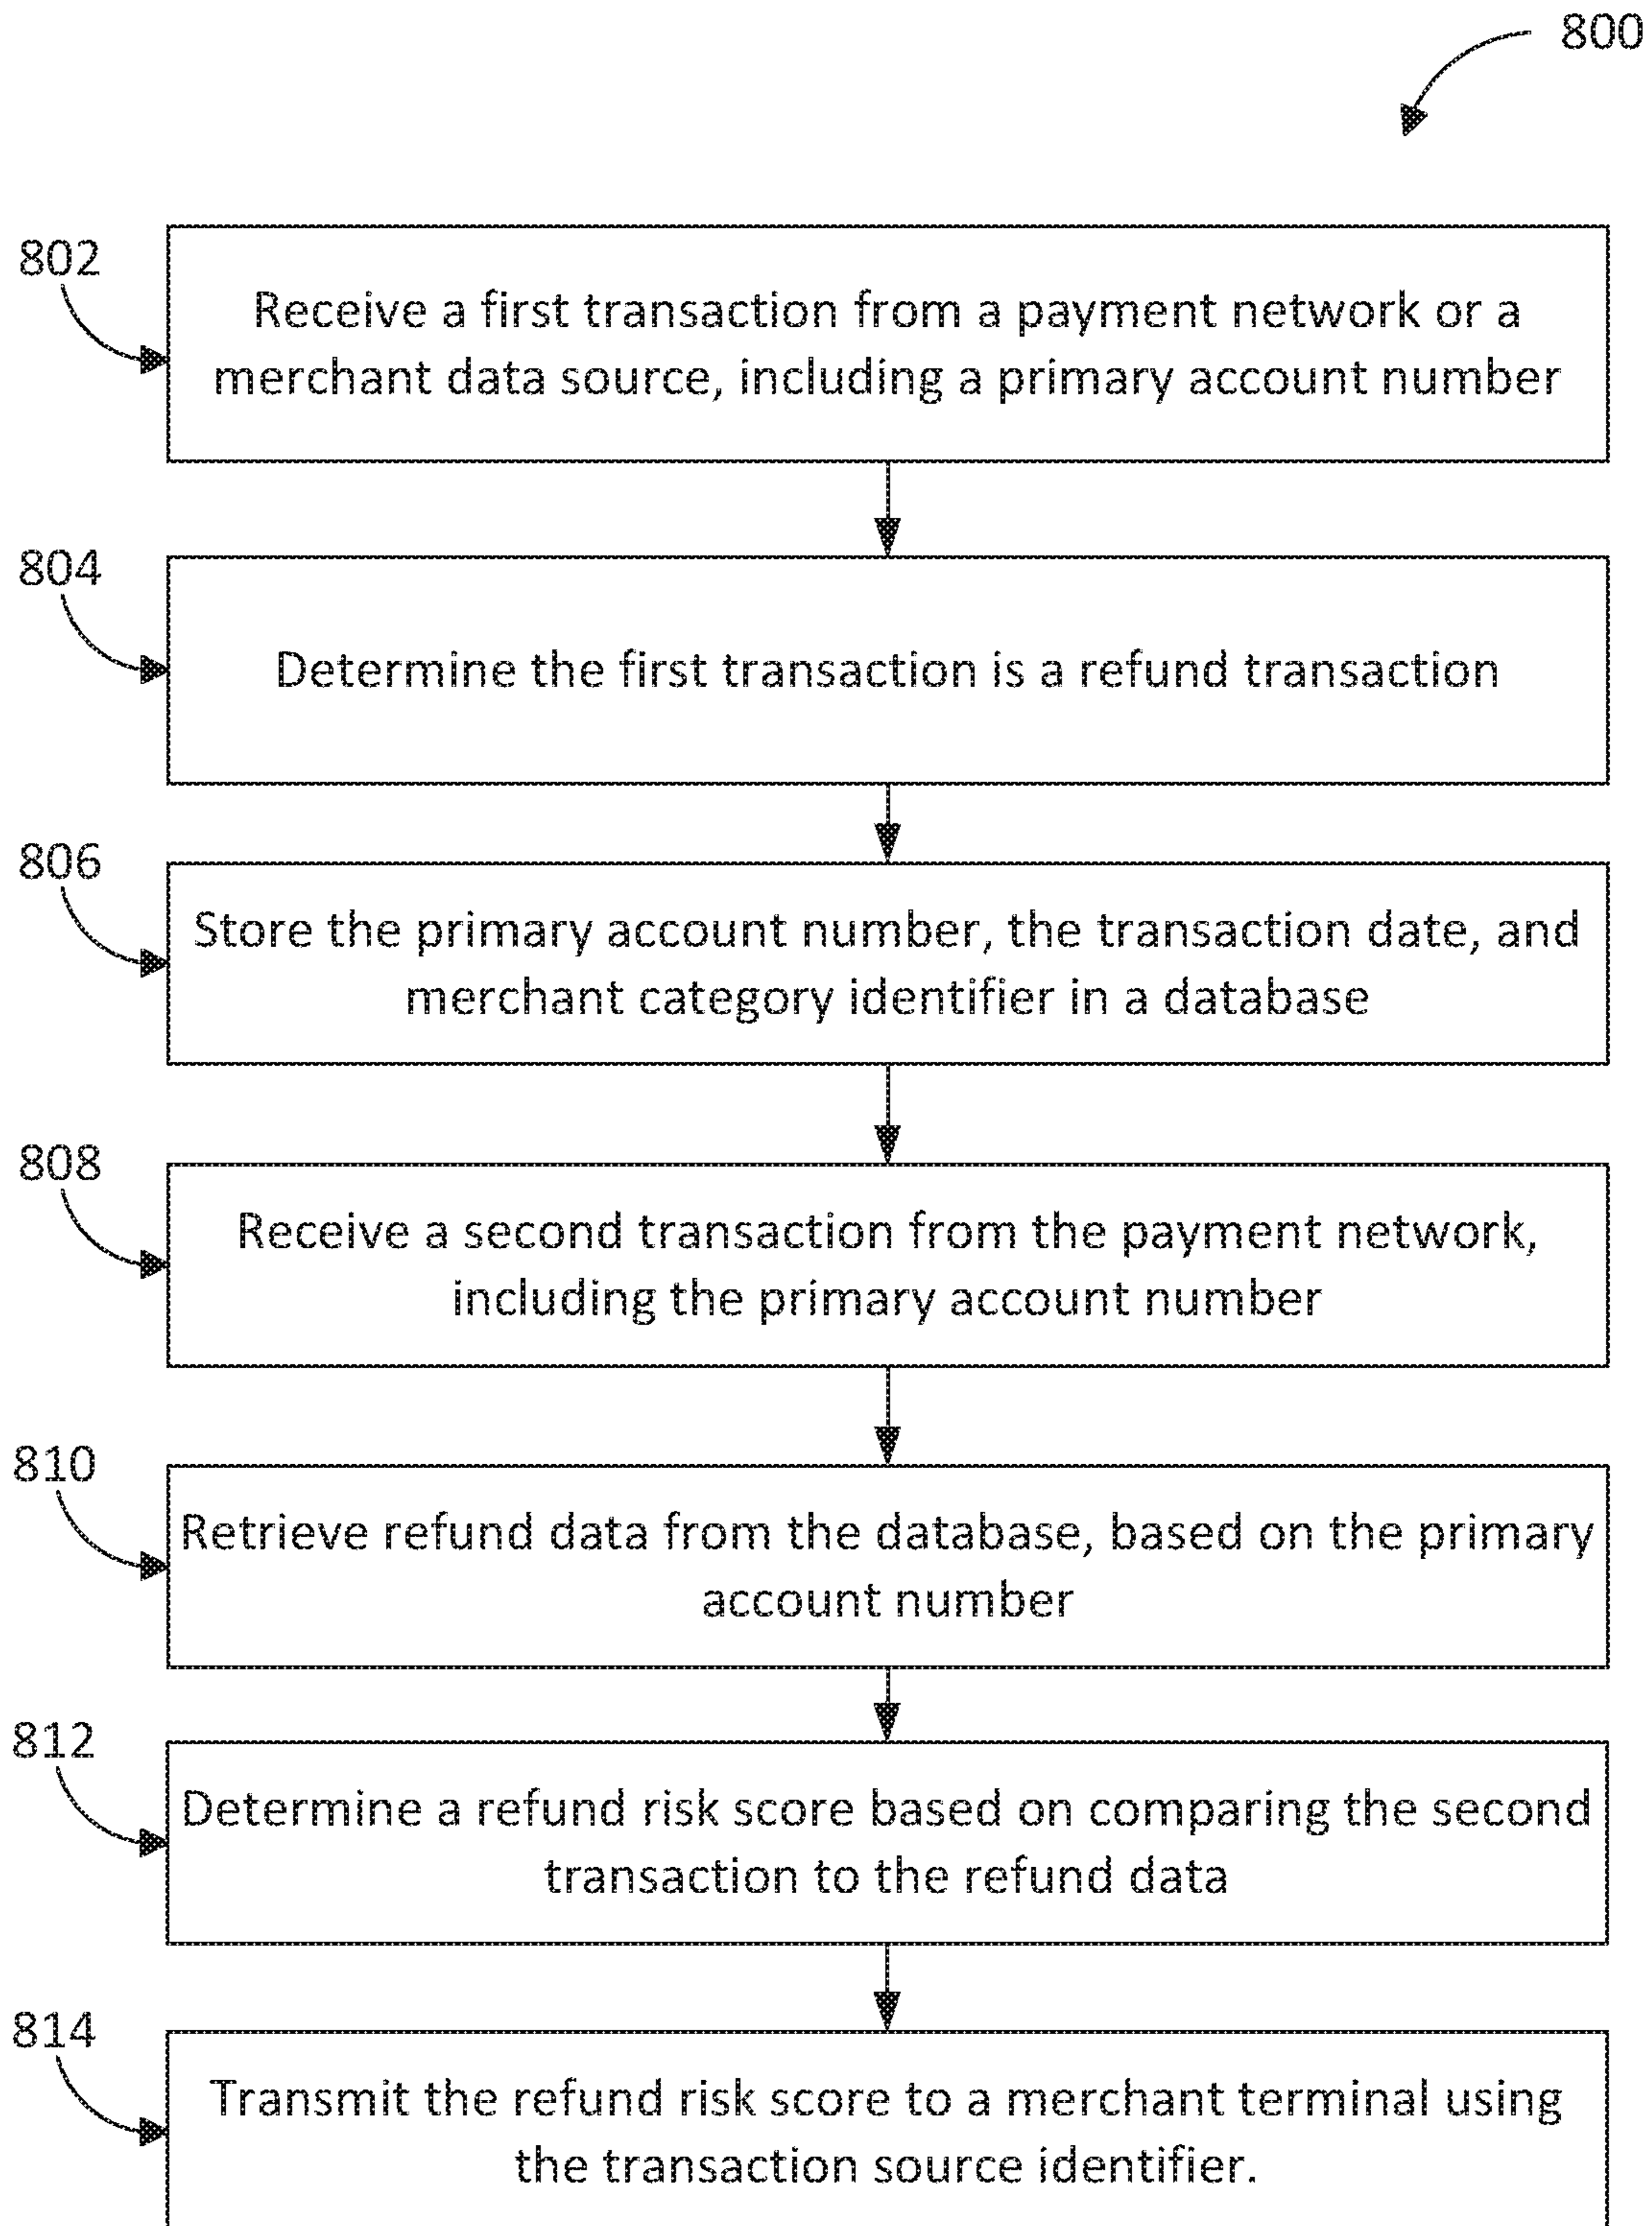 800
802
Receive a first transaction from a payment network or a
merchant data source, including a primary account number
804
Determine the first transaction is a refund transaction
806
Store the primary account number, the transaction date, and
merchant category identifier in a database
808
Receive a second transaction from the payment network,
including the primary account number
810
Retrieve refund data from the database, based on the primary
account number
812
Determine a refund risk score based on comparing the second
transaction to the refund data
814
Transmit the refund risk score to a merchant terminal using
the transaction source identifier.